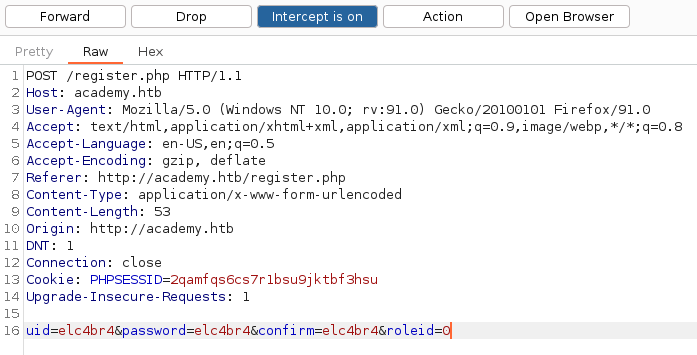 Forward Drop Intercept is on Action Open Browser
Pretty Raw Hex
1 POST /register.php HTTP/1.1
2 Host: academy.htb
3 User-Agent: Mozilla/5.0 (Windows NT 10.0; rv:91.0) Gecko/20100101 Firefox/91.0
4 Accept: text/html,application/xhtml+xml,application/xml;q=0.9,image/webp,*/*;q=0.8
5 Accept-Language: en-US,en;q=0.5
6 Accept-Encoding: gzip, deflate
7 Referer: http://academy.htb/register.php
8 Content-Type: application/x-www-form-urlencoded
9 Content-Length: 53
10 Origin: http://academy.htb
11 DNT: 1
12 Connection: close
13 Cookie: PHPSESSID=2qamfqs6cs7r1bsu9jktbf3hsu
14 Upgrade-Insecure-Requests: 1
15
16 uid=elc4br4&password=elc4br4&confirm=elc4br4&roleid=0